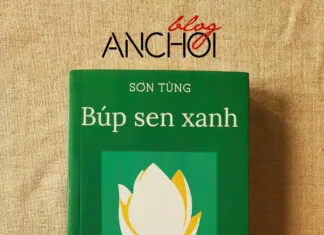 blog
ANCHOI
SƠN TÙNG
Búp sen xanh